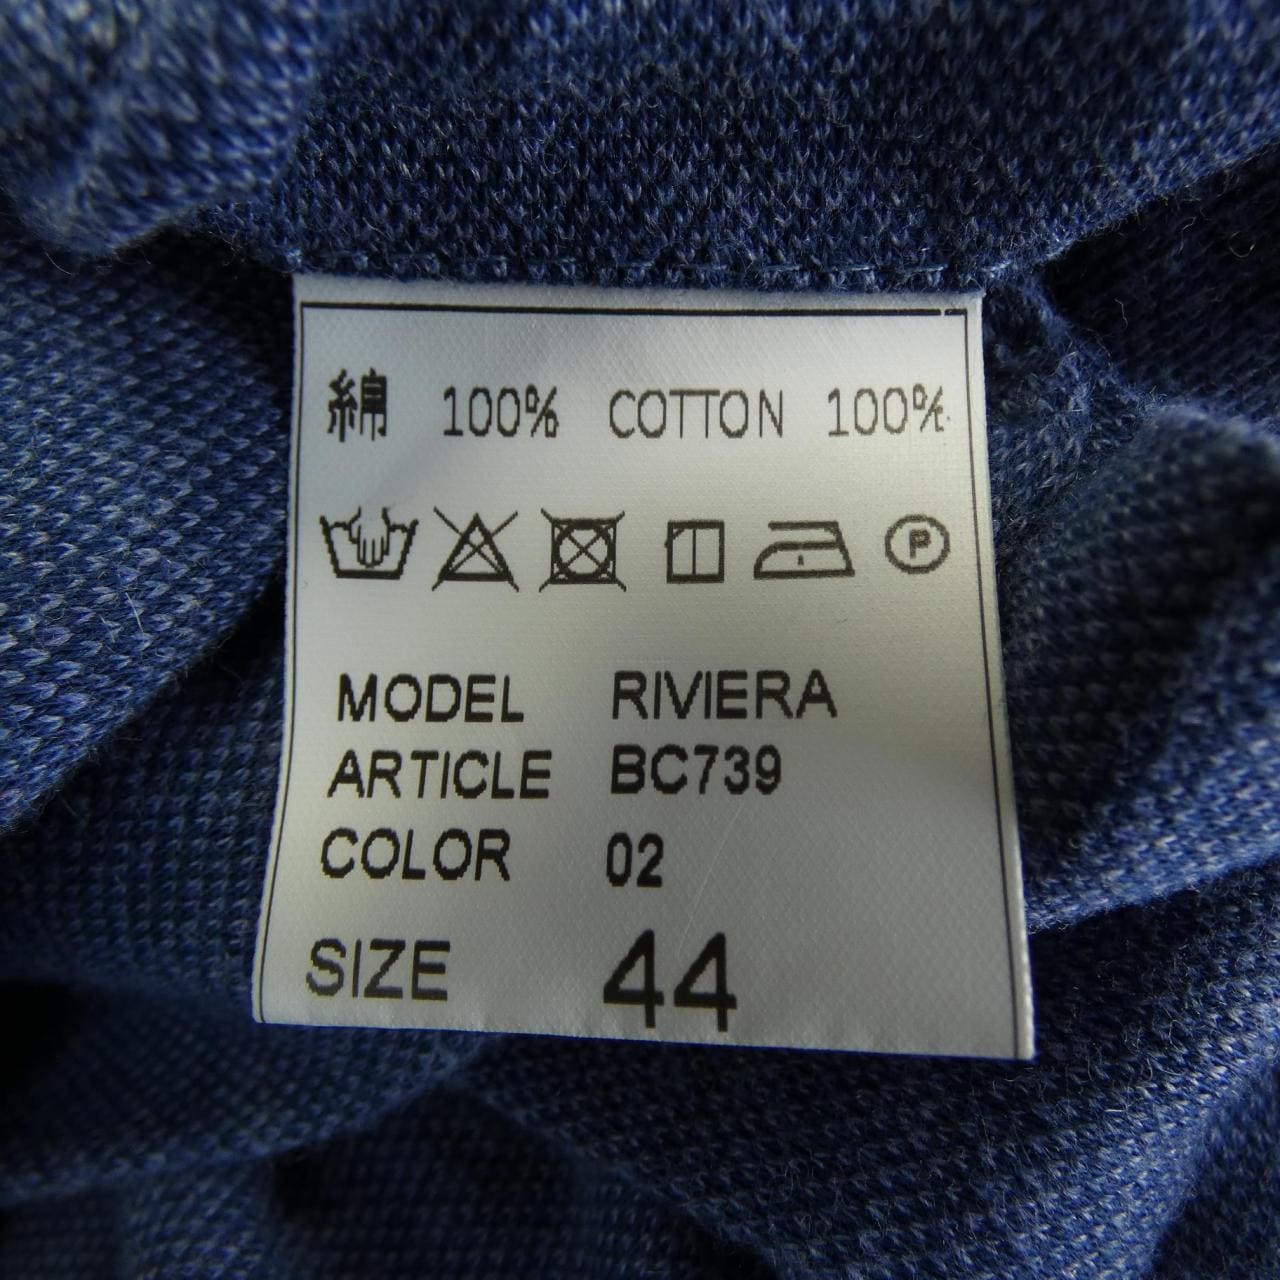 綿 100% COTTON 100%
P
MODEL RIVIERA
ARTICLE BC739
COLOR 02
SIZE 44